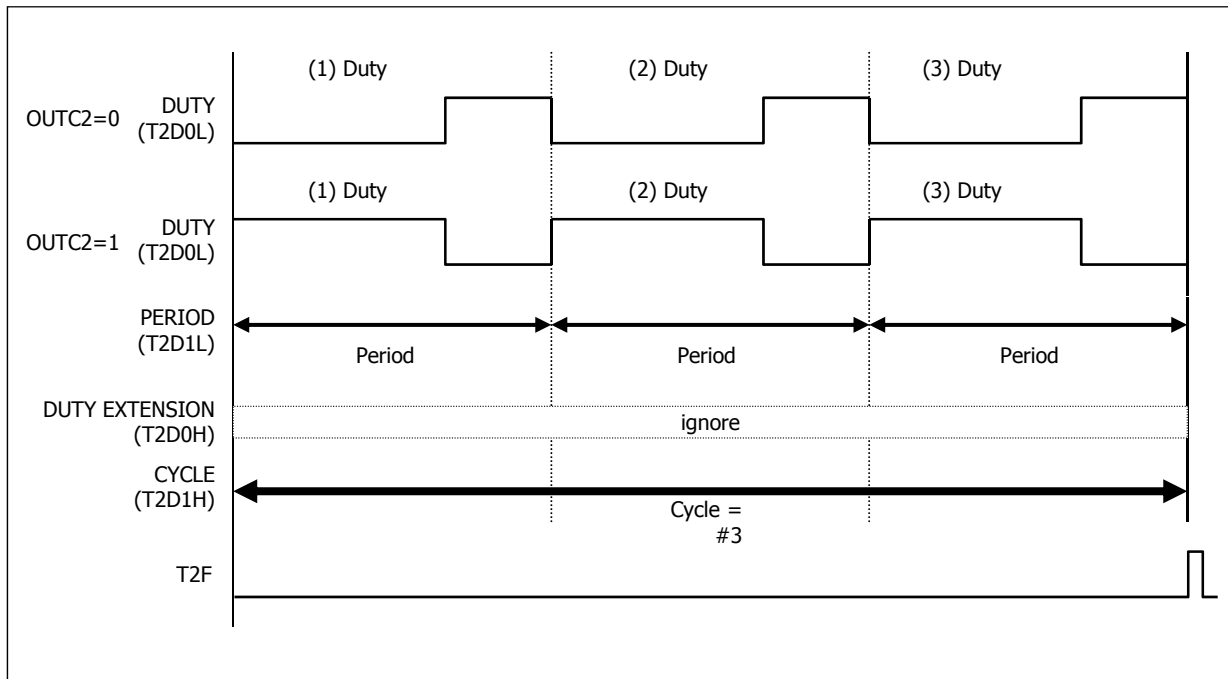 (1) Duty (2) Duty (3) Duty
OUTC2=0 DUTY
(T2D0L)
(1) Duty (2) Duty (3) Duty
OUTC2=1 DUTY
(T2D0L)
PERIOD
(T2D1L)
Period Period Period
DUTY EXTENSION
(T2D0H)
ignore
CYCLE
(T2D1H)
Cycle =
#3
T2F